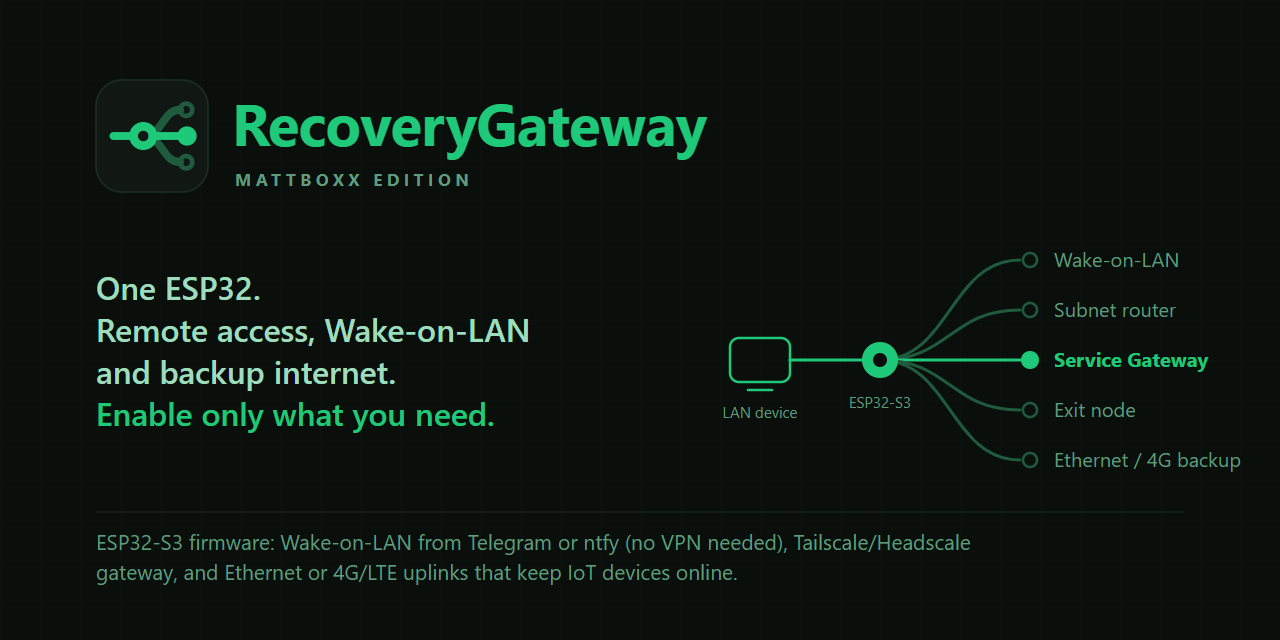 RecoveryGateway
MATTBOXX EDITION
One ESP32.
Remote access, Wake-on-LAN
and backup internet.
Enable only what you need.
LAN device
ESP32-S3
Wake-on-LAN
Subnet router
Service Gateway
Exit node
Ethernet / 4G backup
ESP32-S3 firmware: Wake-on-LAN from Telegram or ntfy (no VPN needed), Tailscale/Headscale
gateway, and Ethernet or 4G/LTE uplinks that keep IoT devices online.